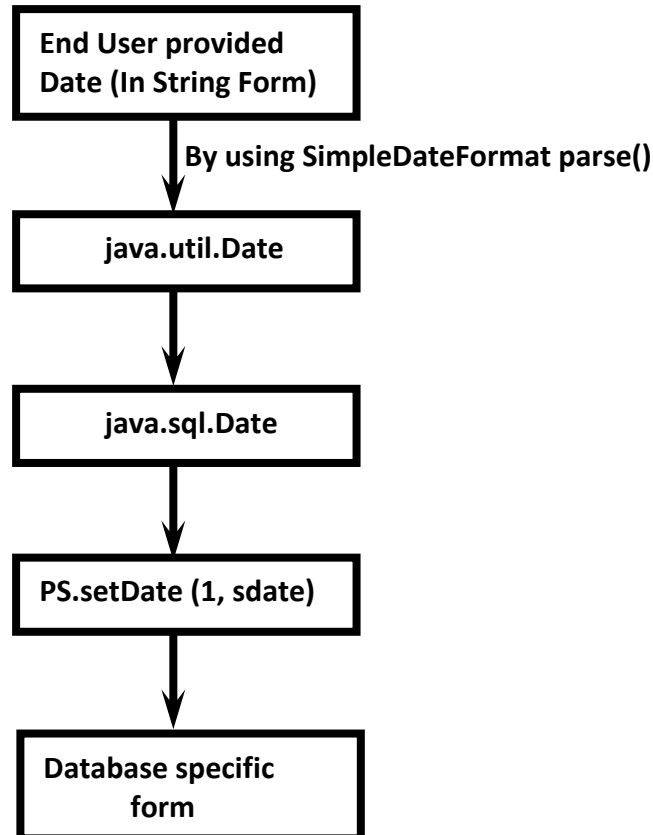 End User provided
Date (In String Form)
By using SimpleDateFormat parse()
java.util.Date
java.sql.Date
PS.setDate (1, sdate)
Database specific
form